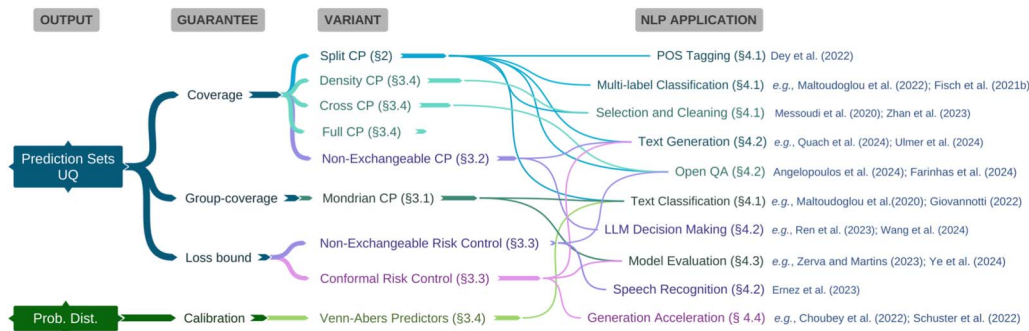 OUTPUT GUARANTEE VARIANT NLP APPLICATION
Split CP (§2) POS Tagging (§4.1) Dey et al. (2022)
Density CP (§3.4) Multi-label Classification (§4.1) e.g., Maltoudoglou et al. (2022); Fisch et al. (2021b)
Coverage Cross CP (§3.4) Selection and Cleaning (§4.1) Messoudi et al. (2020); Zhan et al. (2023)
Full CP (§3.4) Text Generation (§4.2) e.g., Quach et al. (2024); Ulmer et al. (2024)
Prediction Sets
UQ
Non-Exchangeable CP (§3.2) Open QA (§4.2) Angelopoulos et al. (2024); Farinhas et al. (2024)
Group-coverage Mondrian CP (§3.1) Text Classification (§4.1) e.g., Maltoudoglou et al.(2020); Giovannotti (2022)
LLM Decision Making (§4.2) e.g., Ren et al. (2023); Wang et al. (2024)
Loss bound Non-Exchangeable Risk Control (§3.3) Model Evaluation (§4.3) e.g., Zerva and Martins (2023); Ye et al. (2024)
Conformal Risk Control (§3.3) Speech Recognition (§4.2) Ernez et al. (2023)
Prob. Dist. Calibration Venn-Abers Predictors (§3.4) Generation Acceleration (§ 4.4) e.g., Choubey et al. (2022); Schuster et al. (2022)